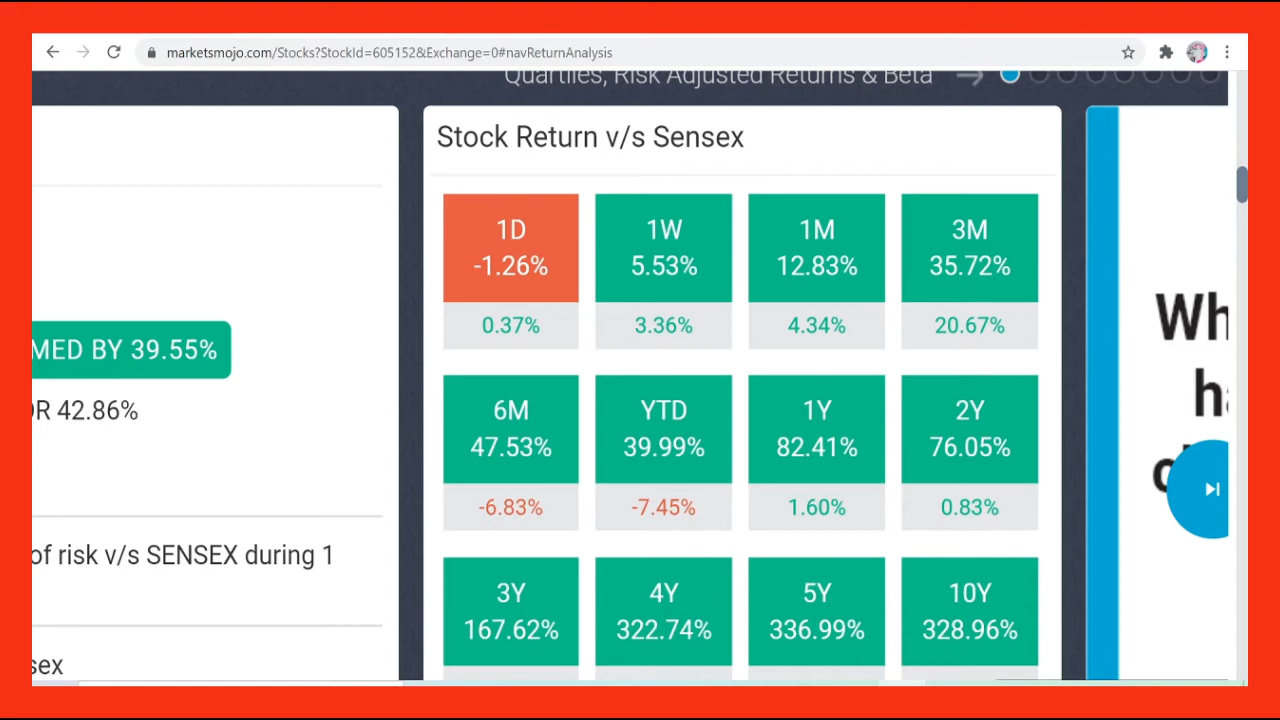 marketsmojo.com/Stocks?StockId=605152&Exchange=0#navReturnAnalysis
Quartiles, Risk Adjusted Returns & Beta
MED BY 39.55%
OR 42.86%
of risk v/s SENSEX during 1
sex
Stock Return v/s Sensex
1D
-1.26%
0.37%
1W
5.53%
3.36%
1M
12.83%
4.34%
3M
35.72%
20.67%
6M
47.53%
-6.83%
YTD
39.99%
-7.45%
1Y
82.41%
1.60%
2Y
76.05%
0.83%
3Y
167.62%
4Y
322.74%
5Y
336.99%
10Y
328.96%
Wh
ha